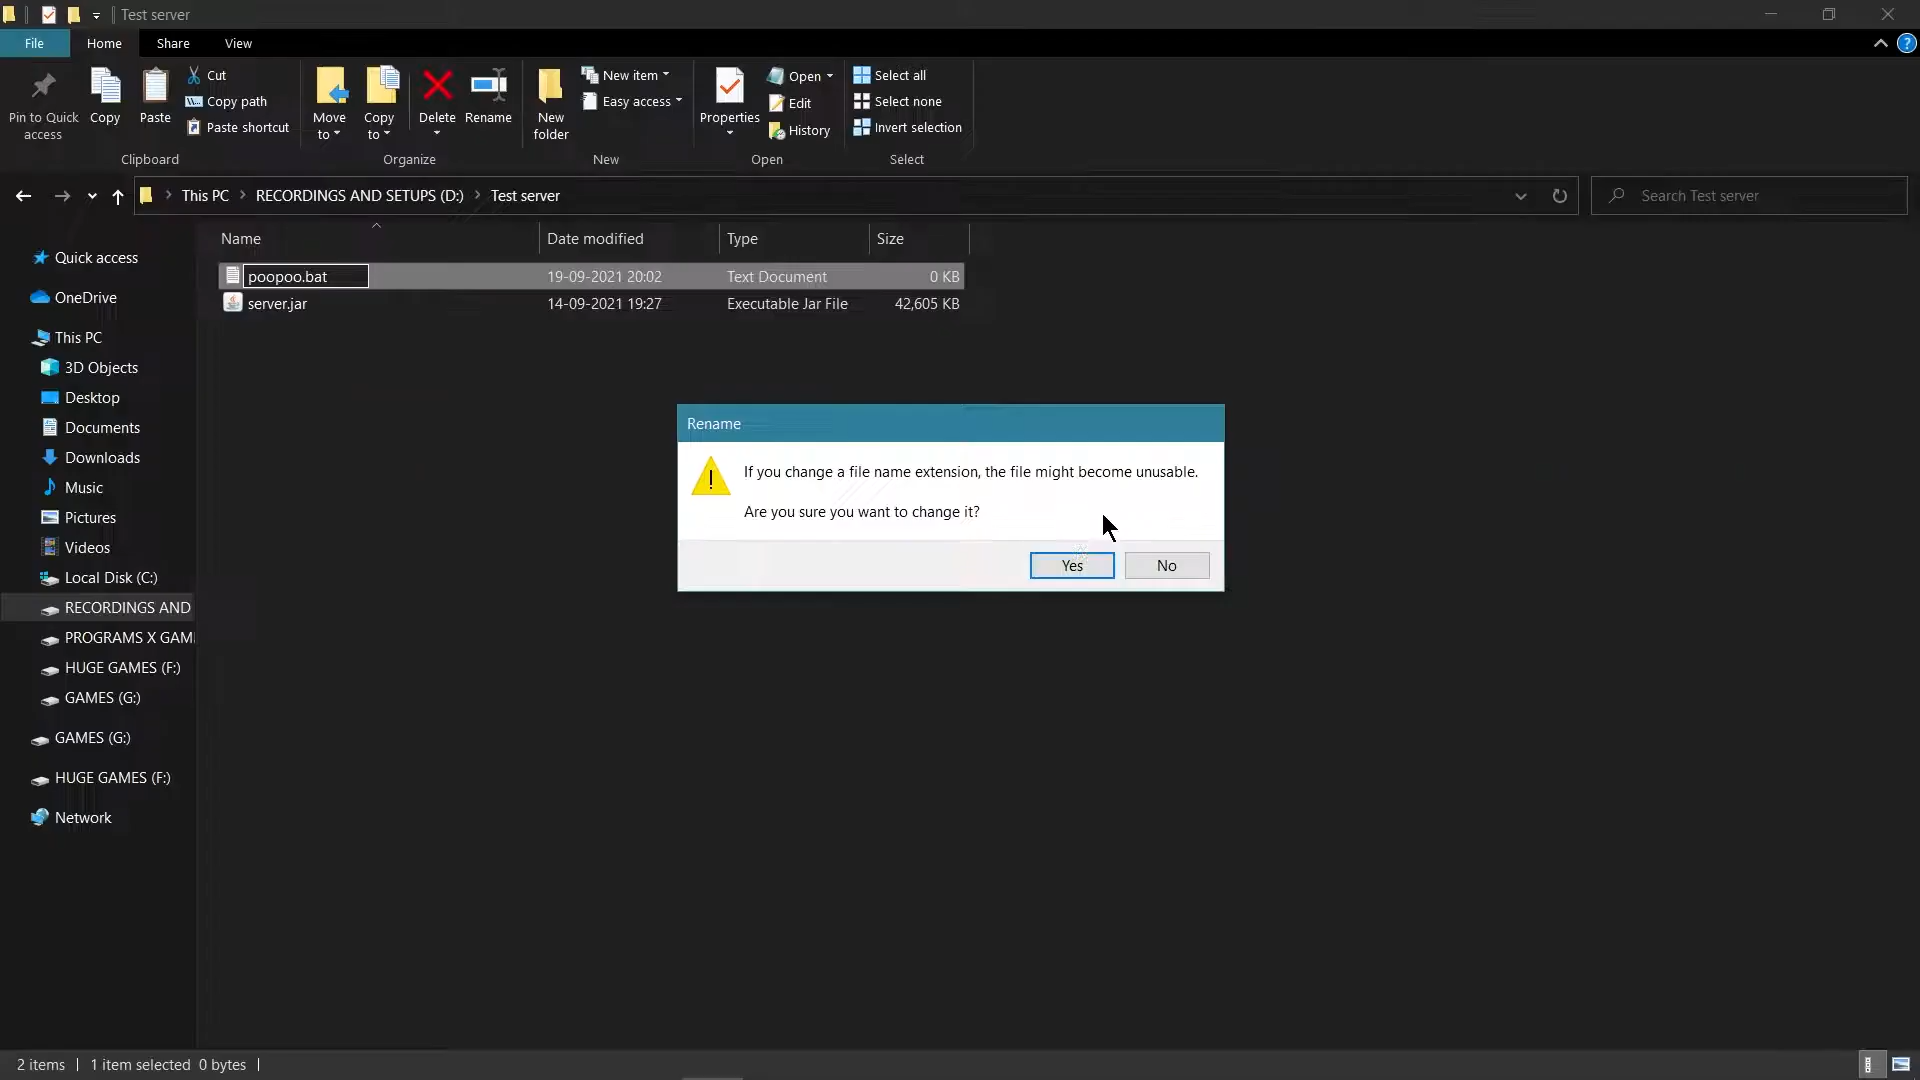 Test server
File
Home
Share
View
Pin to Quick
access
Copy
Paste
Cut
Copy path
Paste shortcut
Clipboard
Move
to
Copy
to
Delete
Rename
Organize
New
folder
New item
Easy access
New
Properties
Open
Edit
History
Open
Select all
Select none
Invert selection
Select
This PC
RECORDINGS AND SETUPS (D:)
Test server
Search Test server
Name
Date modified
Type
Size
poopoo.bat
19-09-2021 20:02
Text Document
0 KB
server.jar
14-09-2021 19:27
Executable Jar File
42,605 KB
Quick access
OneDrive
This PC
3D Objects
Desktop
Documents
Downloads
Music
Pictures
Videos
Local Disk (C:)
RECORDINGS AND
PROGRAMS X GAM
HUGE GAMES (F:)
GAMES (G:)
GAMES (G:)
HUGE GAMES (F:)
Network
Rename
If you change a file name extension, the file might become unusable.
Are you sure you want to change it?
Yes
No
2 items
1 item selected 0 bytes